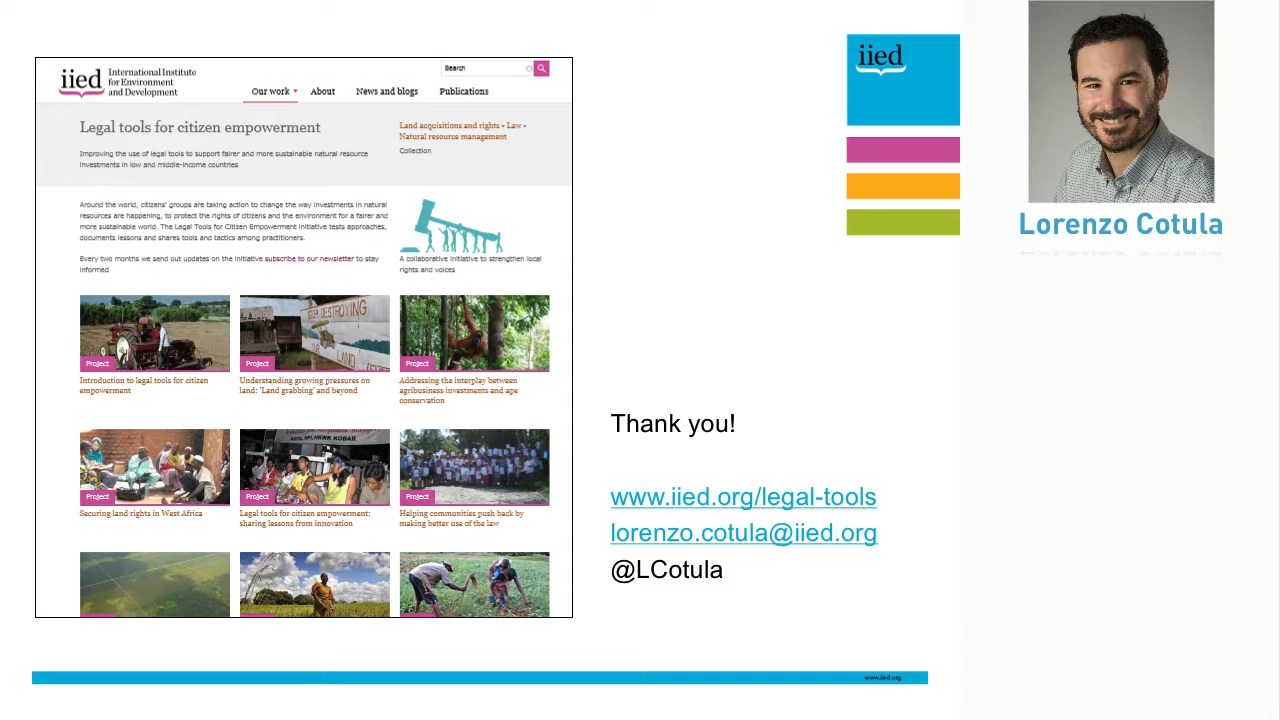 iied
International Institute
for Environment
and Development
Search
Our work
About
News and blogs
Publications
Legal tools for citizen empowerment
Improving the use of legal tools to support fairer and more sustainable natural resource
investments in low and middle-income countries
Land acquisitions and rights • Law •
Natural resource management
Collection
Around the world, citizens' groups are taking action to change the way investments in natural
resources are happening, to protect the rights of citizens and the environment for a fairer and
more sustainable world. The Legal Tools for Citizen Empowerment initiative tests approaches,
documents lessons and shares tools and tactics among practitioners.
Every two months we send out updates on the initiative subscribe to our newsletter to stay
informed
A collaborative initiative to strengthen local
rights and voices
STOP DESTROYING
OUR
LAND
Project
Project
Project
Introduction to legal tools for citizen
empowerment
Understanding growing pressures on
land: 'Land grabbing' and beyond
Addressing the interplay between
agribusiness investments and ape
conservation
Project
Project
Project
Securing land rights in West Africa
Legal tools for citizen empowerment:
sharing lessons from innovation
Helping communities push back by
making better use of the law
Thank you!
www.iied.org/legal-tools
lorenzo.cotula@iied.org
@LCotula
www.iied.org
iied
Lorenzo Cotula